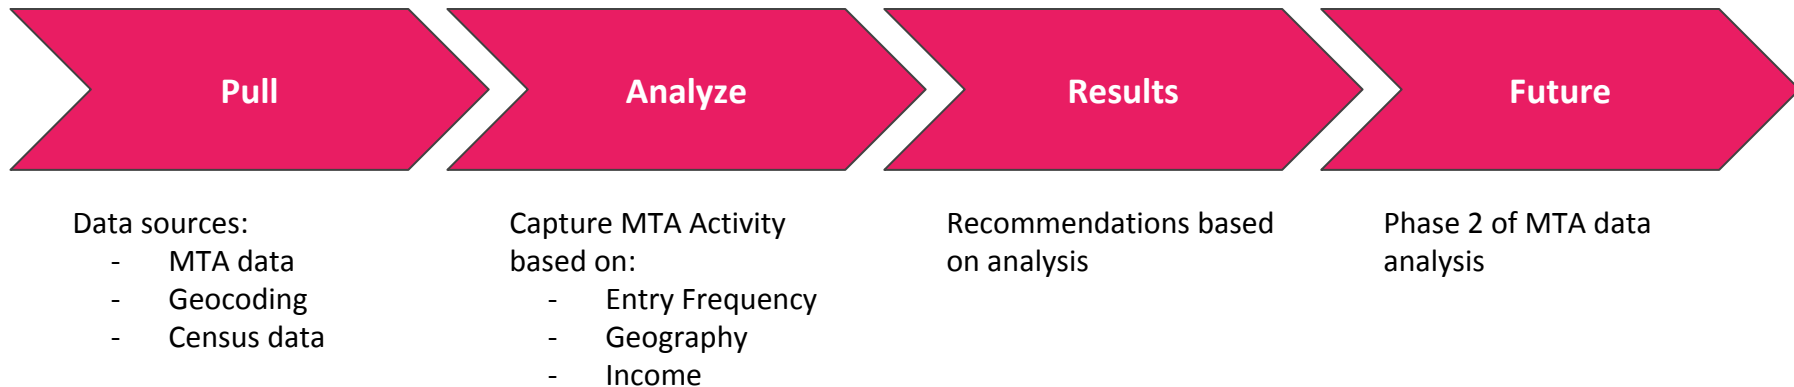 Pull
Analyze
Results
Future
Data sources:
- MTA data
- Geocoding
- Census data
Capture MTA Activity
based on:
- Entry Frequency
- Geography
- Income
Recommendations based
on analysis
Phase 2 of MTA data
analysis